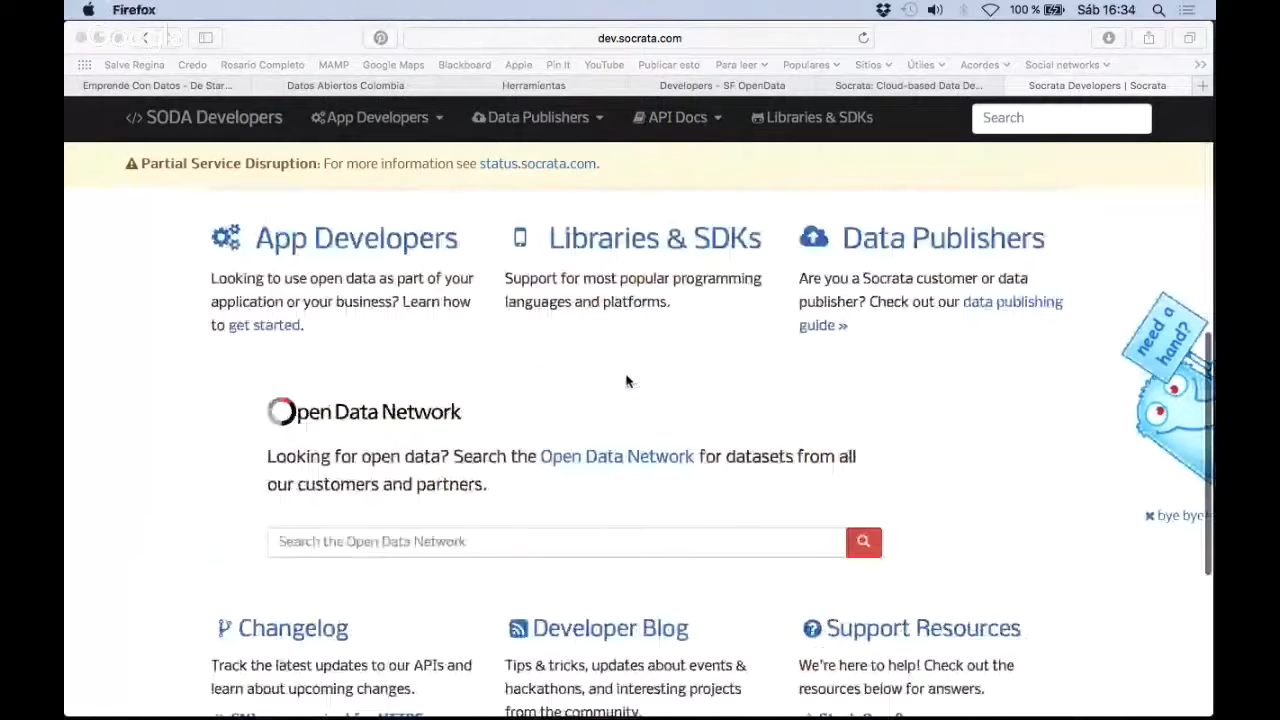 Firefox
100 %
Sáb 16:34
dev.socrata.com
Salve Regina
Credo
Rosario Completo
MAMP
Google Maps
Blackboard
Apple
Pin It
YouTube
Publicar esto
Para leer
Populares
Sitios
Útiles
Acordes
Social networks
Emprende Con Datos - De Star...
Datos Abiertos Colombia
Herramientas
Developers - SF OpenData
Socrata: Cloud-based Data De...
Socrata Developers | Socrata
</> SODA Developers
App Developers
Data Publishers
API Docs
Libraries & SDKs
Search
Partial Service Disruption: For more information see status.socrata.com.
App Developers
Looking to use open data as part of your
application or your business? Learn how
to get started.
Libraries & SDKs
Support for most popular programming
languages and platforms.
Data Publishers
Are you a Socrata customer or data
publisher? Check out our data publishing
guide »
need a
hand?
bye bye
Open Data Network
Looking for open data? Search the Open Data Network for datasets from all
our customers and partners.
Search the Open Data Network
Changelog
Track the latest updates to our APIs and
learn about upcoming changes.
Developer Blog
Tips & tricks, updates about events &
hackathons, and interesting projects
from the community.
Support Resources
We're here to help! Check out the
resources below for answers.